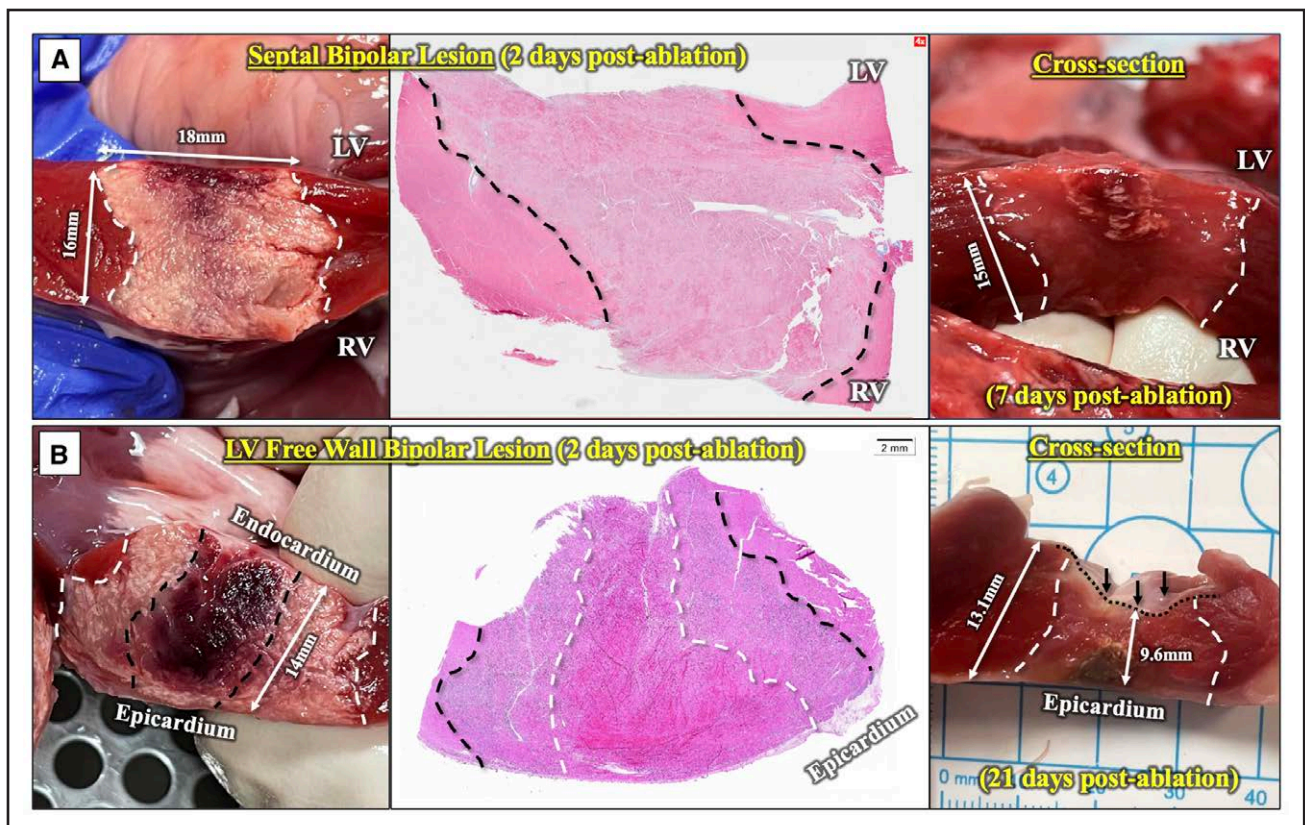 A
Septal Bipolar Lesion (2 days post-ablation)
18mm
LV
16mm
RV
4x
LV
RV
Cross-section
LV
15mm
RV
(7 days post-ablation)
B
LV Free Wall Bipolar Lesion (2 days post-ablation)
Endocardium
14mm
Epicardium
2 mm
Epicardium
Cross-section
3
4
13.1mm
9.6mm
Epicardium
(21 days post-ablation)
0 mm
30
40